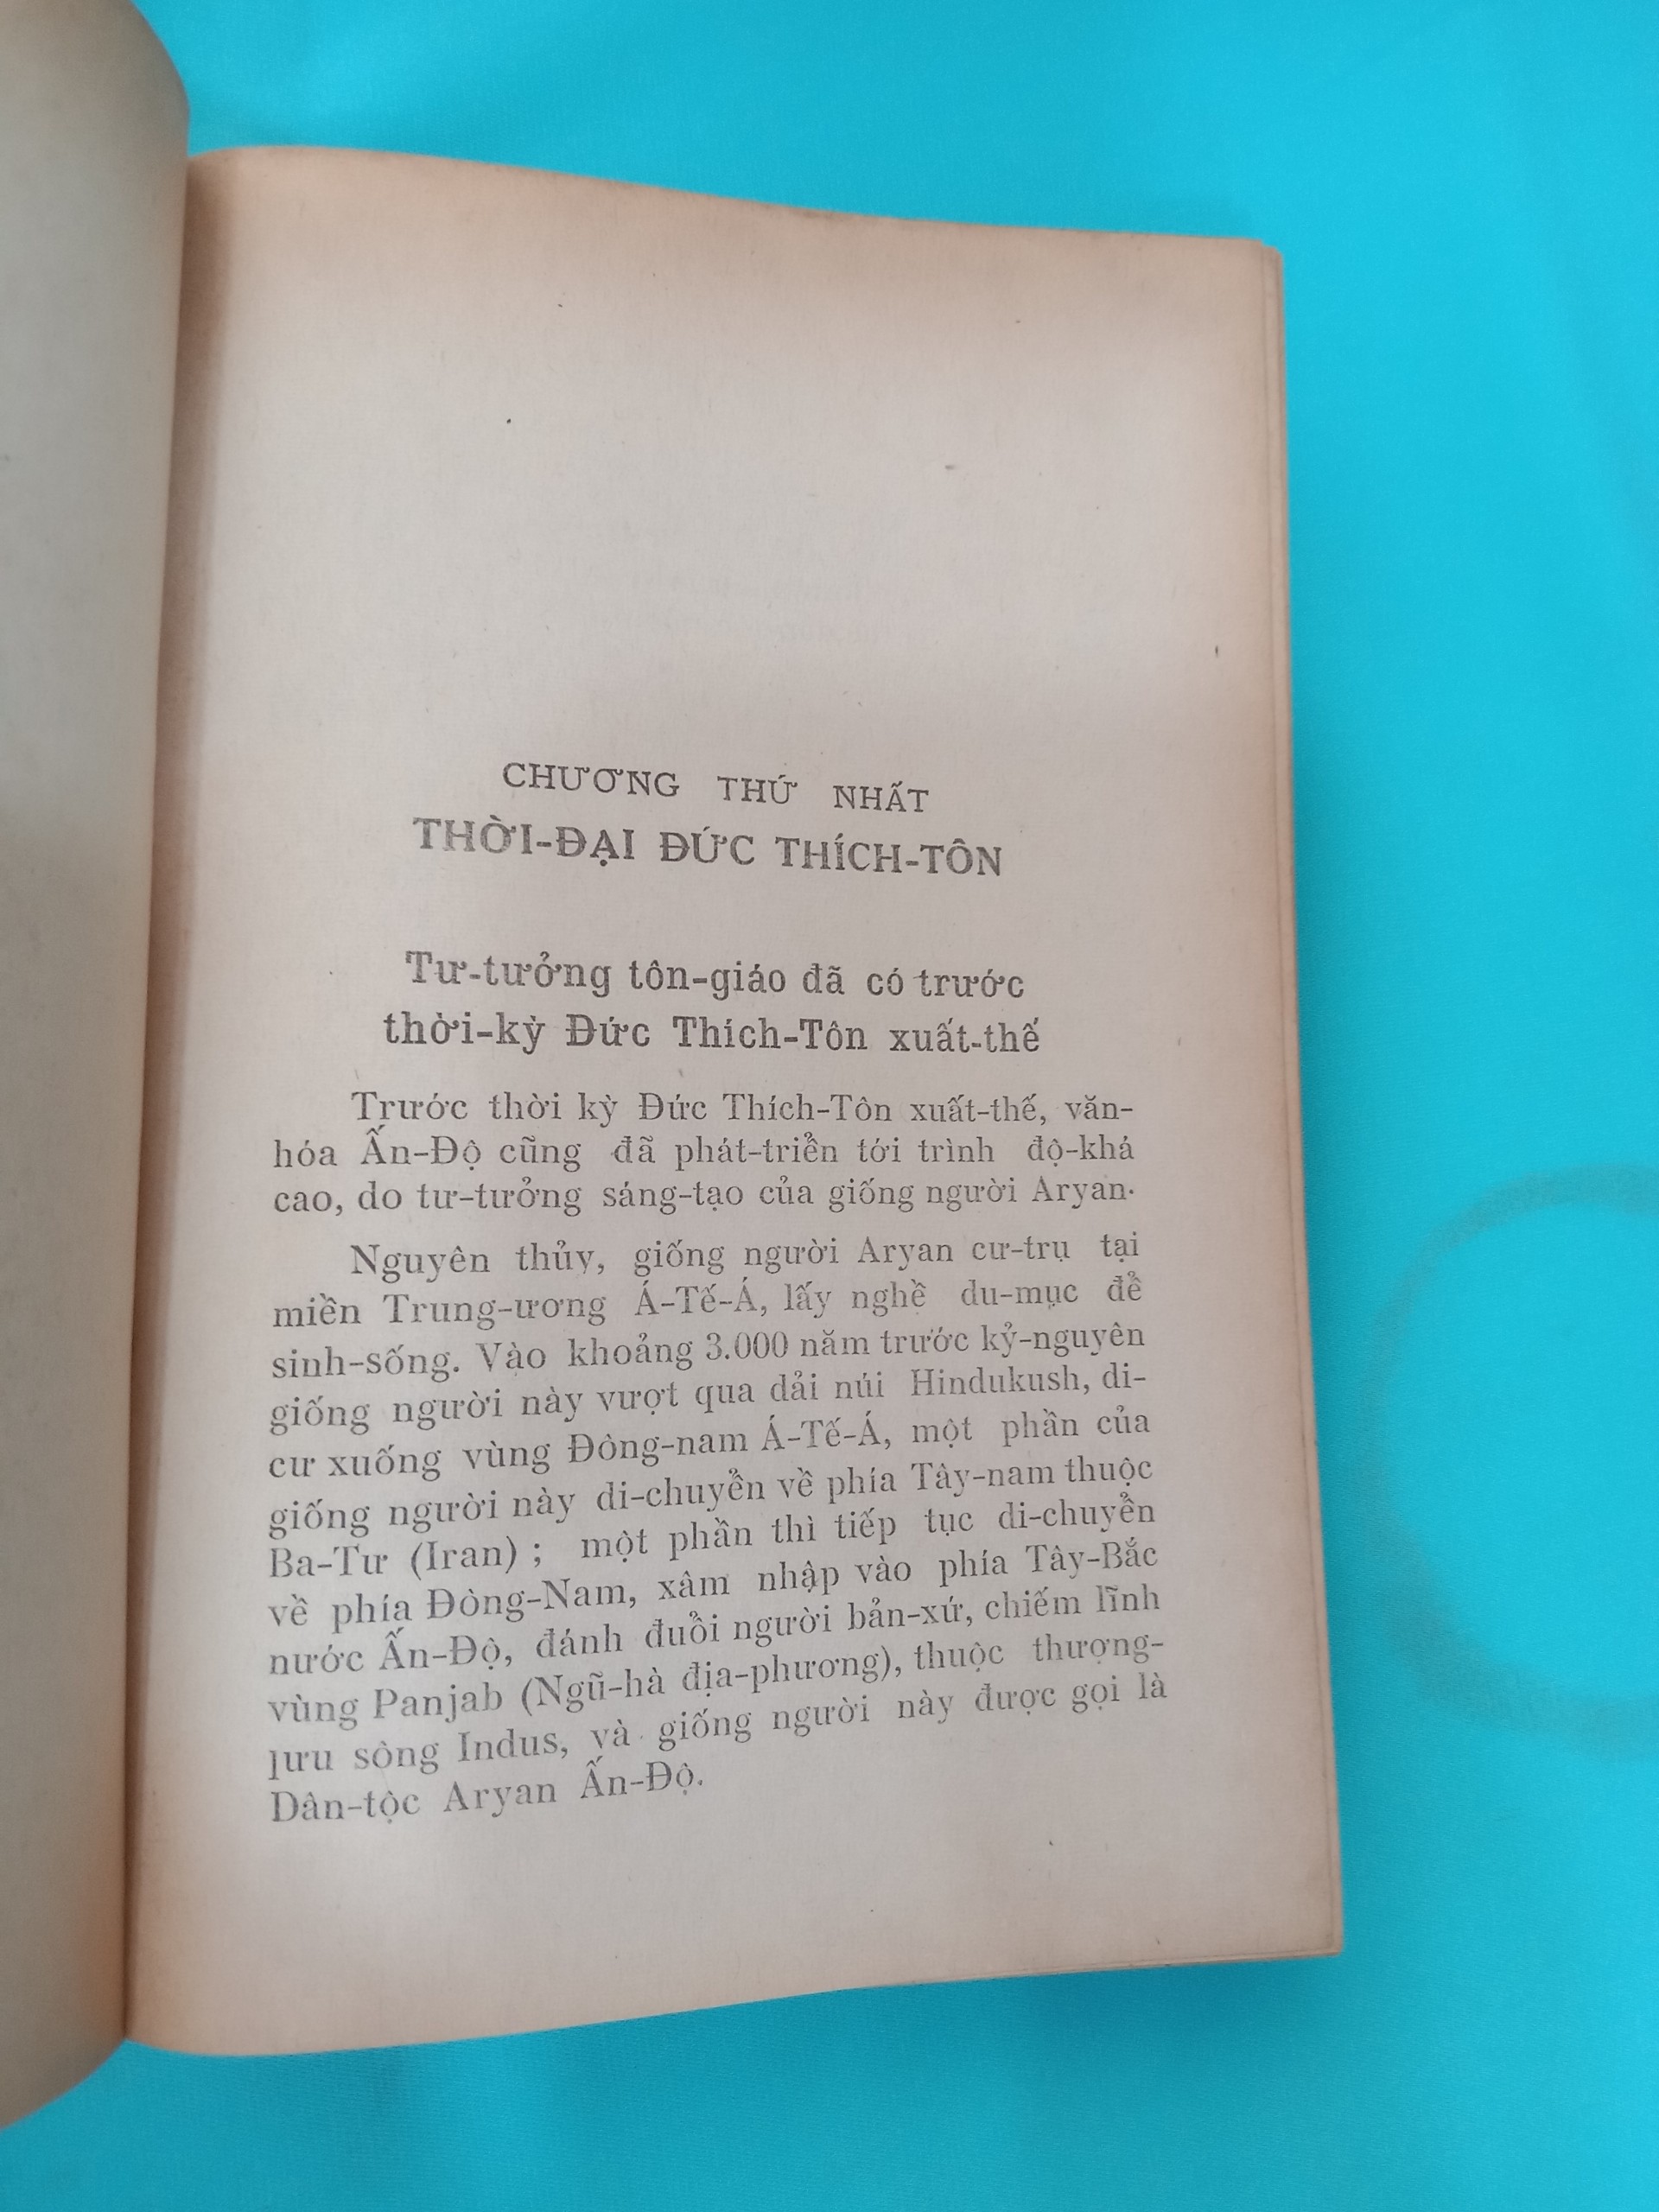 CHƯƠNG THỨ NHẤT
THỜI-ĐẠI ĐỨC THÍCH-TÔN
Tư-tưởng tôn-giáo đã có trước
thời-kỳ Đức Thích-Tôn xuất-thế
Trước thời kỳ Đức Thích-Tôn xuất-thế, văn-
hóa Ấn-Độ cũng đã phát-triển tới trình độ-khá
cao, do tư-tưởng sáng-tạo của giống người Aryan.
Nguyên thủy, giống người Aryan cư-trụ tại
miền Trung-ương Á-Tế-Á, lấy nghề du-mục để
sinh-sống. Vào khoảng 3.000 năm trước kỷ-nguyên
giống người này vượt qua dải núi Hindukush, di-
cư xuống vùng Đông-nam Á-Tế-Á, một phần của
giống người này di-chuyển về phía Tây-nam thuộc
Ba-Tư (Iran) ; một phần thì tiếp tục di-chuyển
về phía Đòng-Nam, xâm nhập vào phía Tây-Bắc
nước Ấn-Độ, đánh đuổi người bản-xứ, chiếm lĩnh
vùng Panjab (Ngũ-hà địa-phương), thuộc thượng-
lưu sông Indus, và giống người này được gọi là
Dân-tộc Aryan Ấn-Độ.